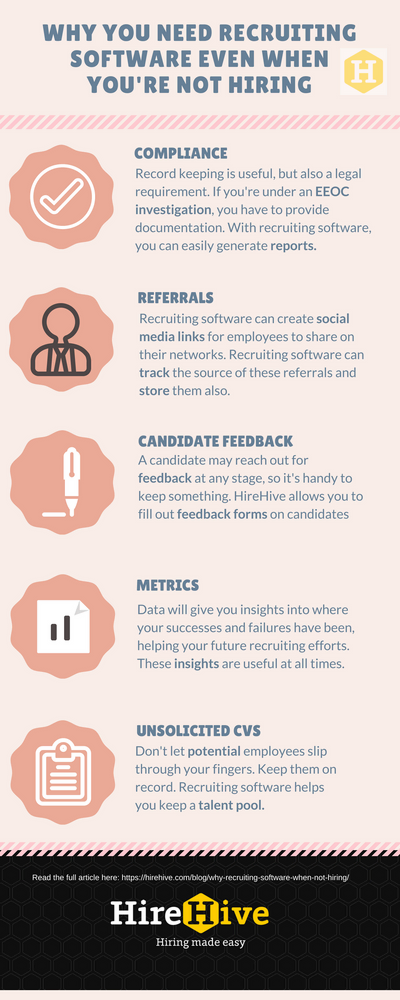 WHY YOU NEED RECRUITING
SOFTWARE EVEN WHEN
YOU'RE NOT HIRING
H
COMPLIANCE
Record keeping is useful, but also a legal
requirement. If you're under an EEOC
investigation, you have to provide
documentation. With recruiting software,
you can easily generate reports.
REFERRALS
Recruiting software can create social
media links for employees to share on
their networks. Recruiting software can
track the source of these referrals and
store them also.
CANDIDATE FEEDBACK
A candidate may reach out for
feedback at any stage, so it's handy to
keep something. HireHive allows you to
fill out feedback forms on candidates
METRICS
Data will give you insights into where
your successes and failures have been,
helping your future recruiting efforts.
These insights are useful at all times.
UNSOLICITED CVS
Don't let potential employees slip
through your fingers. Keep them on
record. Recruiting software helps
you keep a talent pool.
Read the full article here: https://hirehive.com/blog/why-recruiting-software-when-not-hiring/
HireHive
Hiring made easy